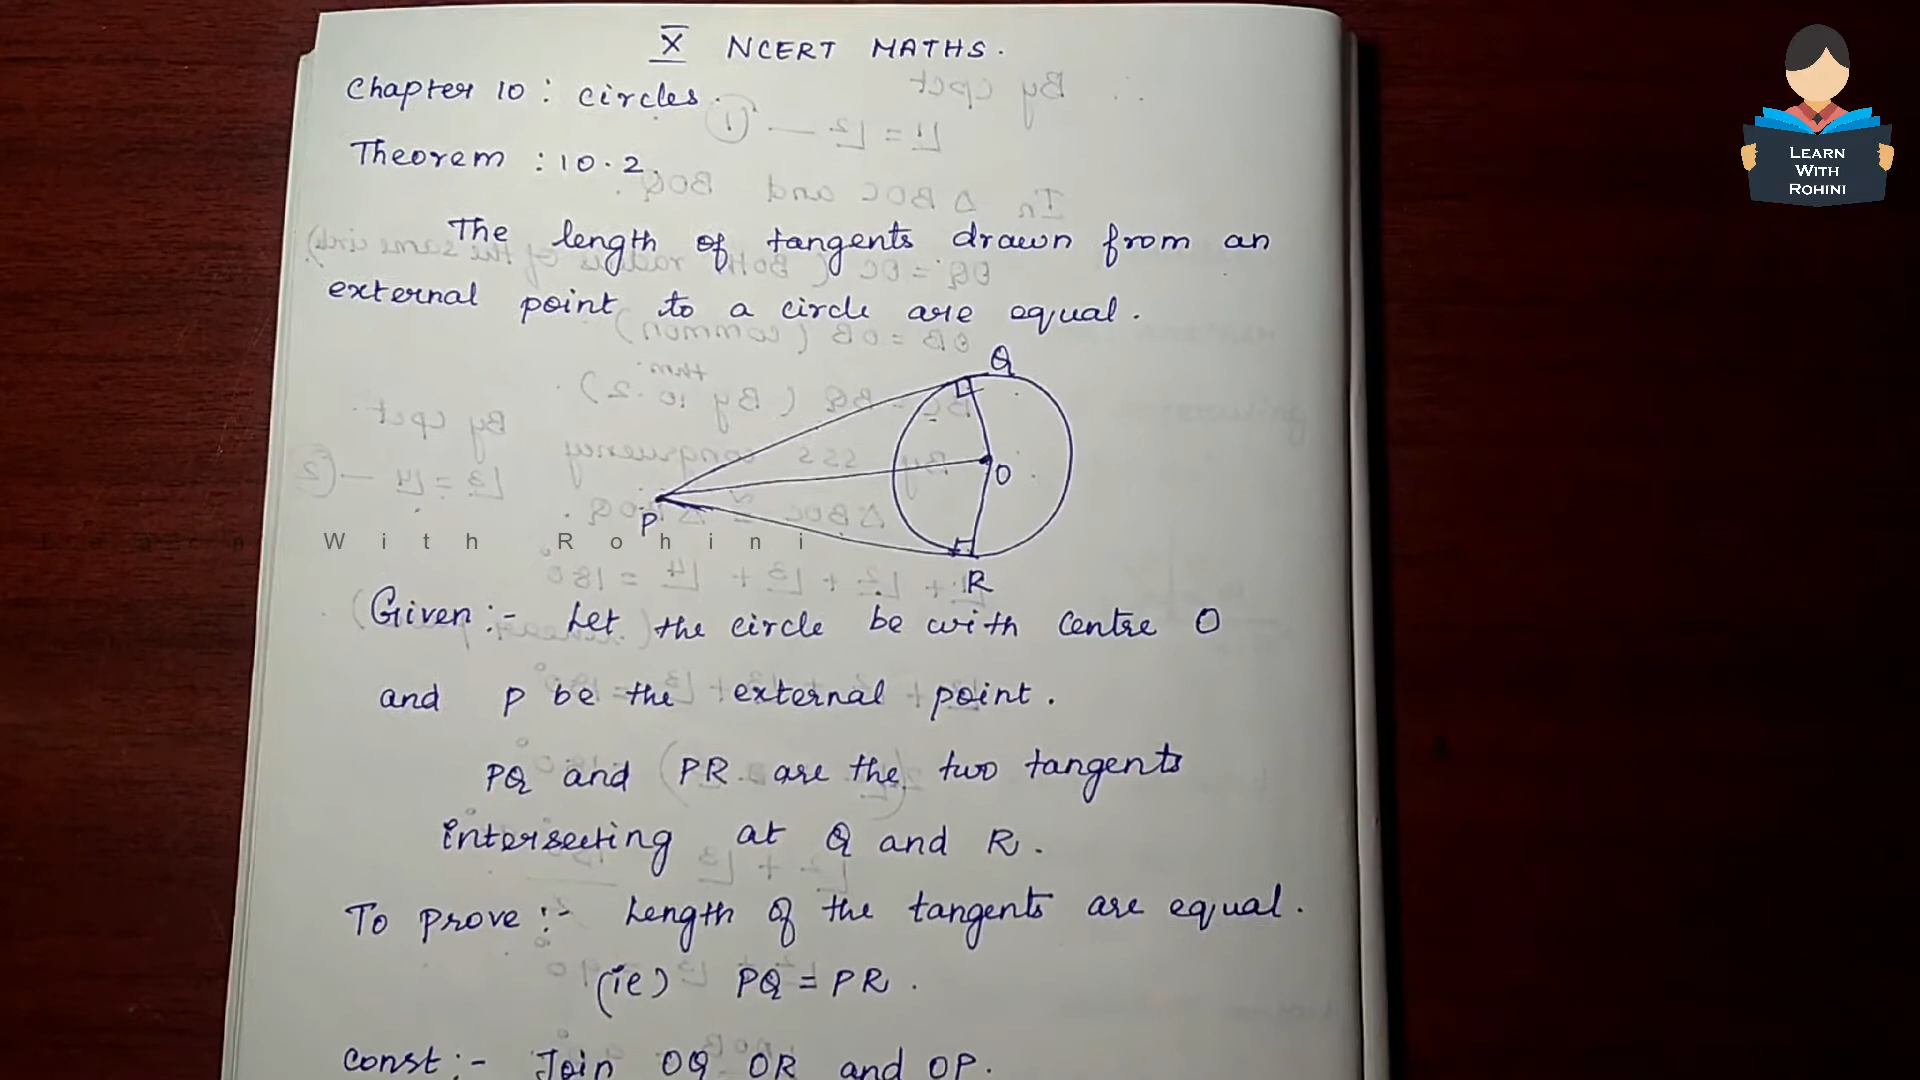 X NCERT MATHS.
Chapter 10: circles.
Theorem : 10.2.
The length of tangents drawn from an
external point to a circle are equal.
Q
O
P
R
With Rohini
Given :- Let the circle be with centre O
and P be the external point.
PQ and PR are the two tangents
intersecting at Q and R.
To prove :- Length of the tangents are equal.
(ie) PQ = PR.
Const :- Join OQ OR and OP.
LEARN
WITH
ROHINI